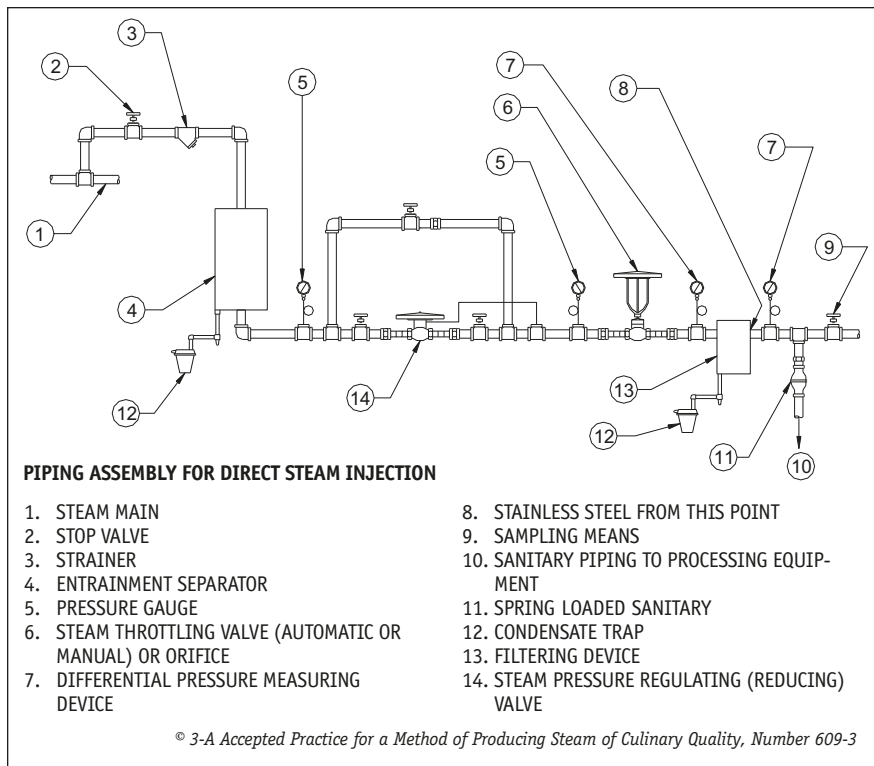 3
2
7
5
6
8
5
7
1
9
4
14
13
12
12
11
10
PIPING ASSEMBLY FOR DIRECT STEAM INJECTION
1. STEAM MAIN
2. STOP VALVE
3. STRAINER
4. ENTRAINMENT SEPARATOR
5. PRESSURE GAUGE
6. STEAM THROTTLING VALVE (AUTOMATIC OR
MANUAL) OR ORIFICE
7. DIFFERENTIAL PRESSURE MEASURING
DEVICE
8. STAINLESS STEEL FROM THIS POINT
9. SAMPLING MEANS
10. SANITARY PIPING TO PROCESSING EQUIP-
MENT
11. SPRING LOADED SANITARY
12. CONDENSATE TRAP
13. FILTERING DEVICE
14. STEAM PRESSURE REGULATING (REDUCING)
VALVE
© 3-A Accepted Practice for a Method of Producing Steam of Culinary Quality, Number 609-3